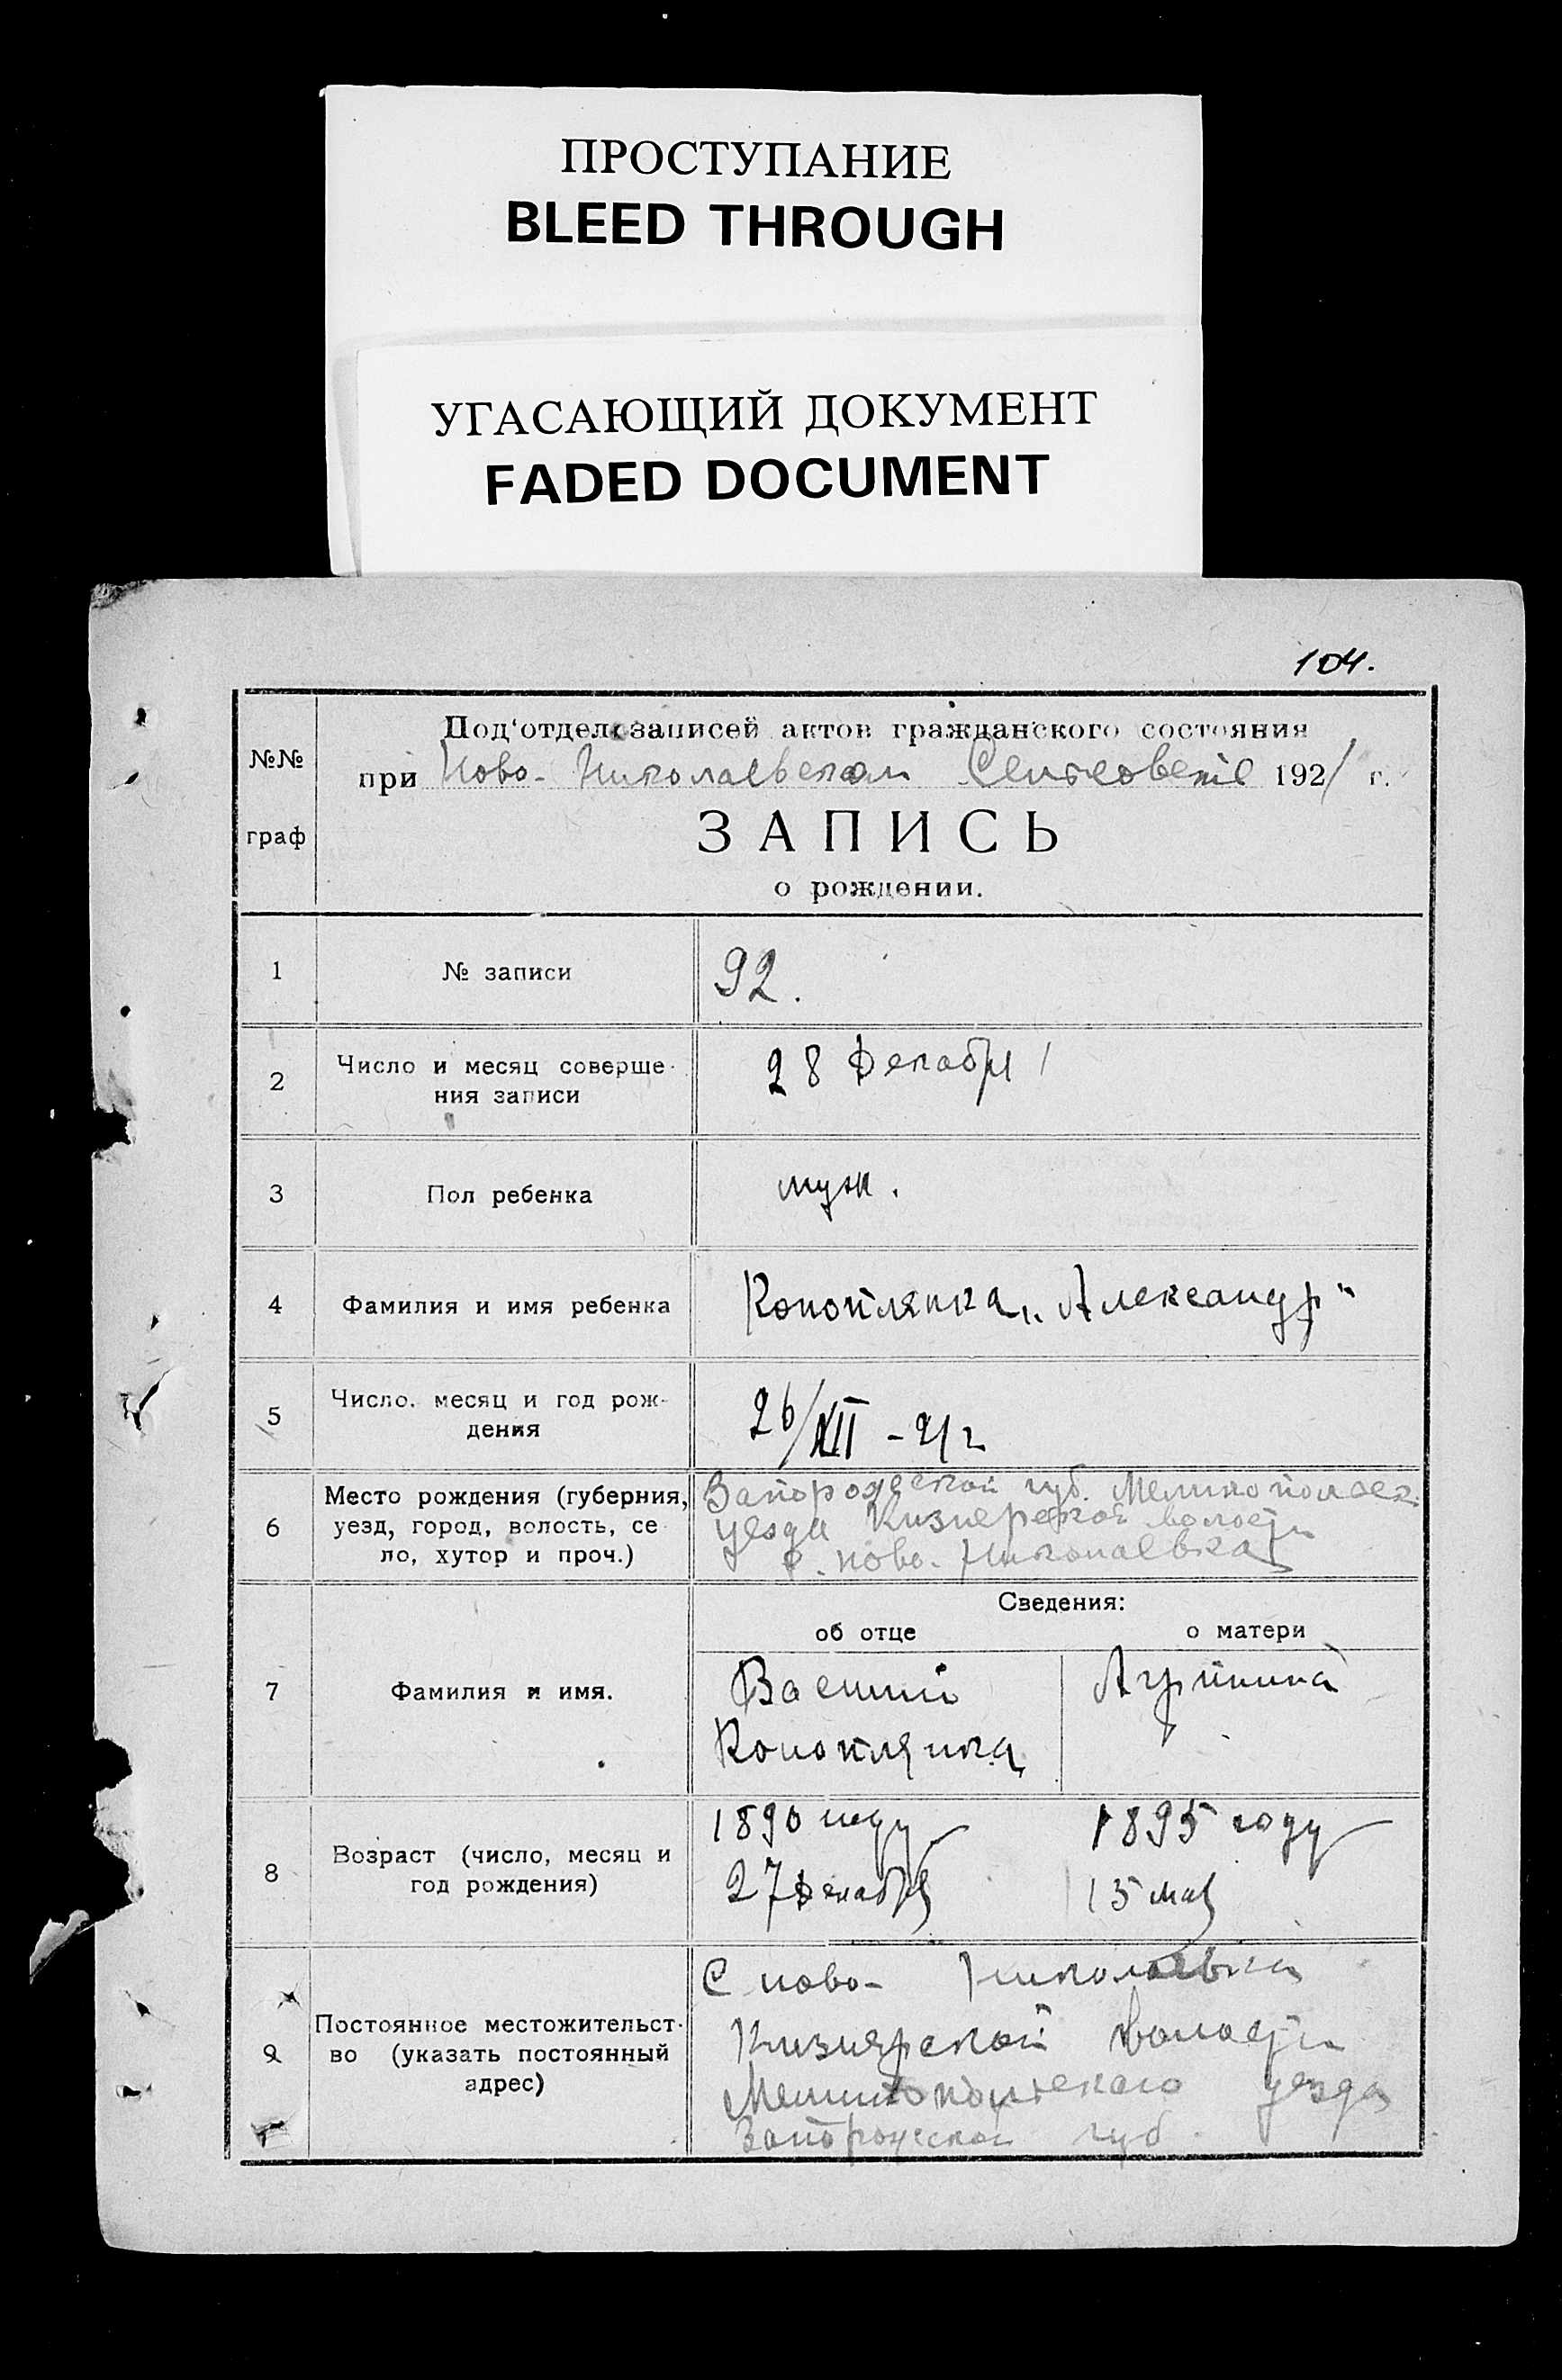 ПРОСТУПАНИЕ
BLEED THROUGH
УГАСАЮЩИЙ ДОКУМЕНТ
FADED DOCUMENT
104.
№№
граф
Под‘отдел записей актов гражданского состояния
при Ново-Николаевском Сельсовете 1921 г.
ЗАПИСЬ
о рождении.
1 № записи 92.
2 Число и месяц соверше-
ния записи
28 Декабря
3 Пол ребенка муж.
4 Фамилия и имя ребенка Коноплянка „Александр"
5 Число. месяц и год рож-
дения
26/XII - 21 г
6 Место рождения (губерния,
уезд, город, волость, се-
ло, хутор и проч.)
Запорожской губ. Мелитопольск.
уезда Кизиерской волости
с. ново-Николаевка
Сведения:
об отце о матери
7 Фамилия и имя.
Василий
Коноплянка
Агрипина
8 Возраст (число, месяц и
год рождения)
1890 году
27 Декабря
1895 году
15 мая
9 Постоянное местожительст-
во (указать постоянный
адрес)
С ново-Николаевка
Кизиярской волости
Мелитопольского уезда
Запорожской губ.